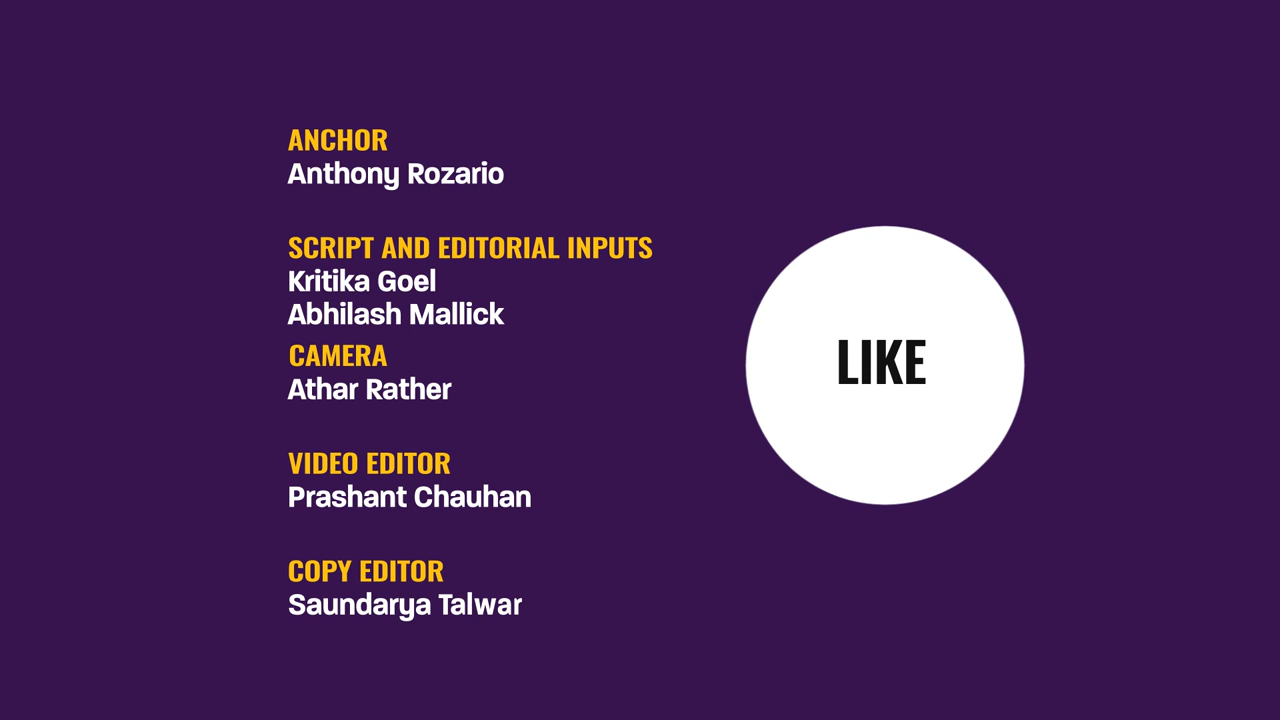 ANCHOR
Anthony Rozario
SCRIPT AND EDITORIAL INPUTS
Kritika Goel
Abhilash Mallick
CAMERA
Athar Rather
VIDEO EDITOR
Prashant Chauhan
COPY EDITOR
Saundarya Talwar
LIKE